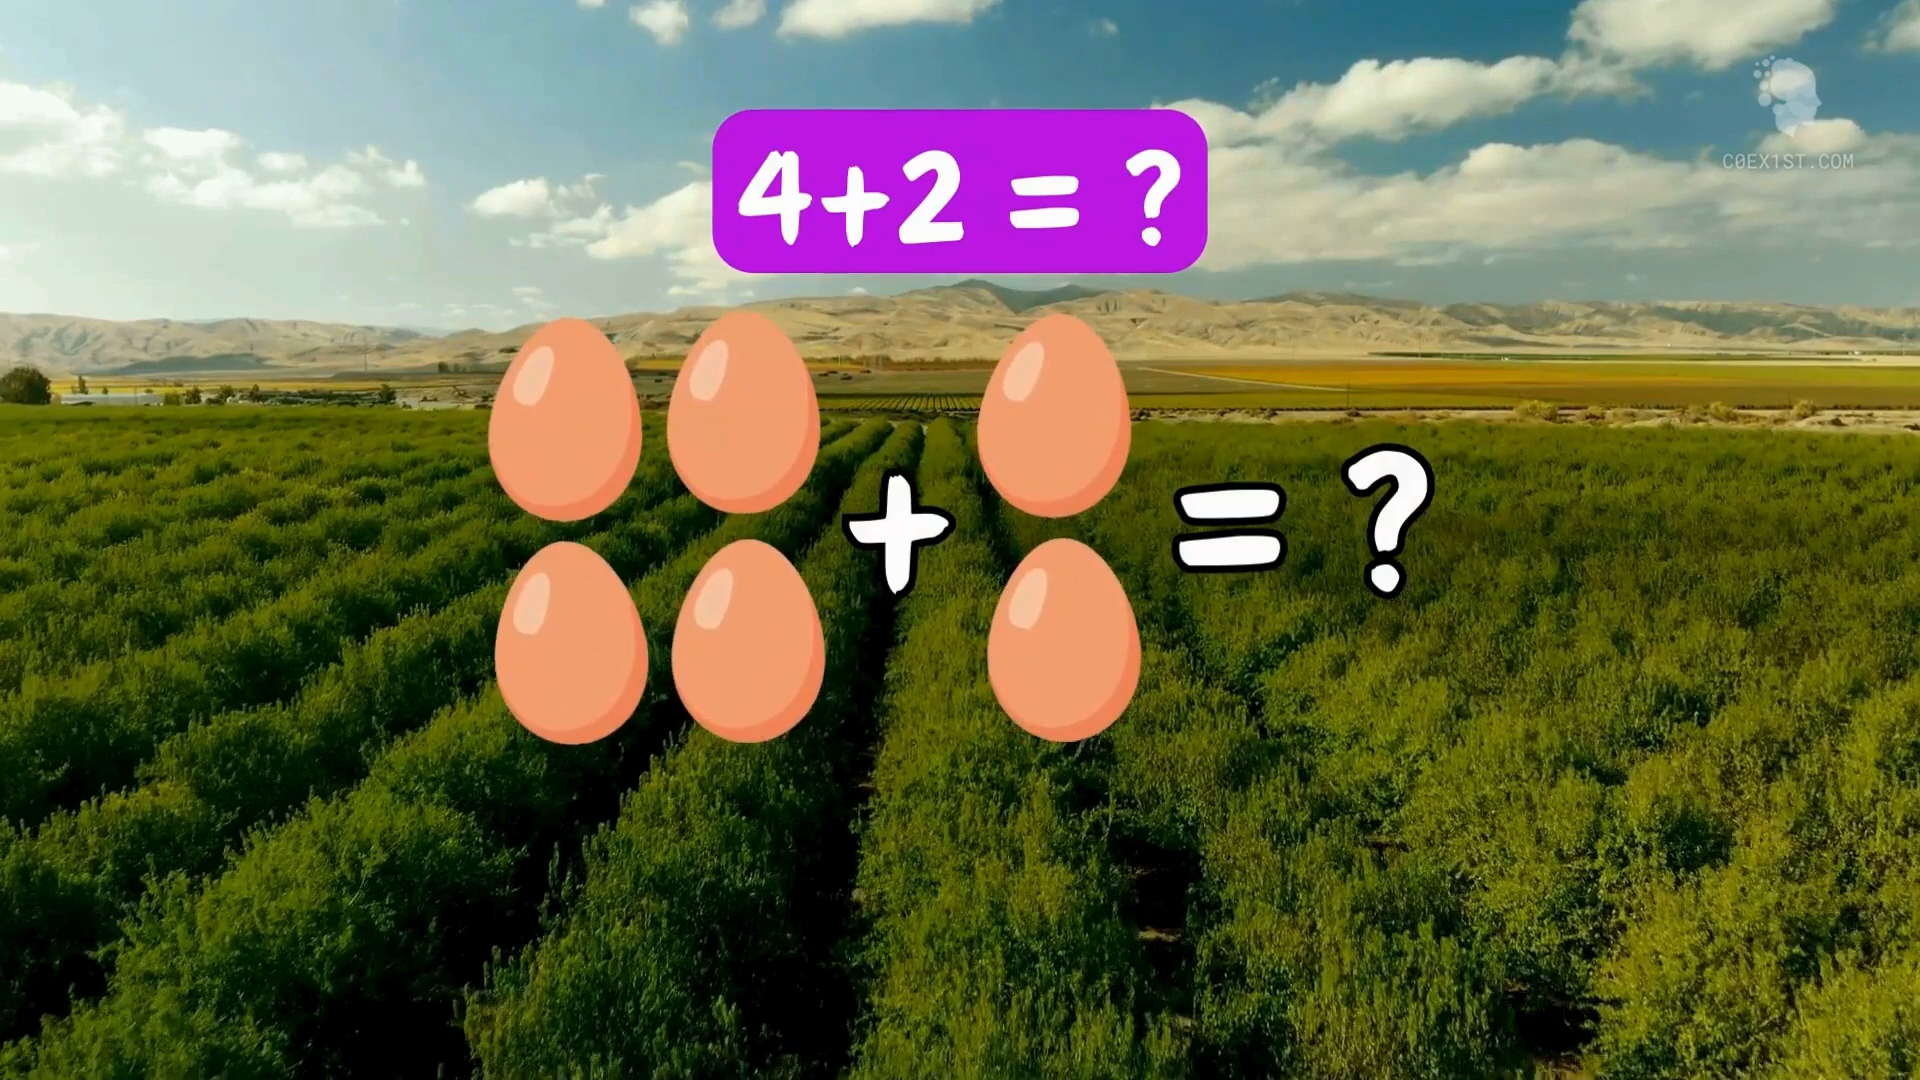 C0EX1ST.COM
4+2 = ?
+ = ?